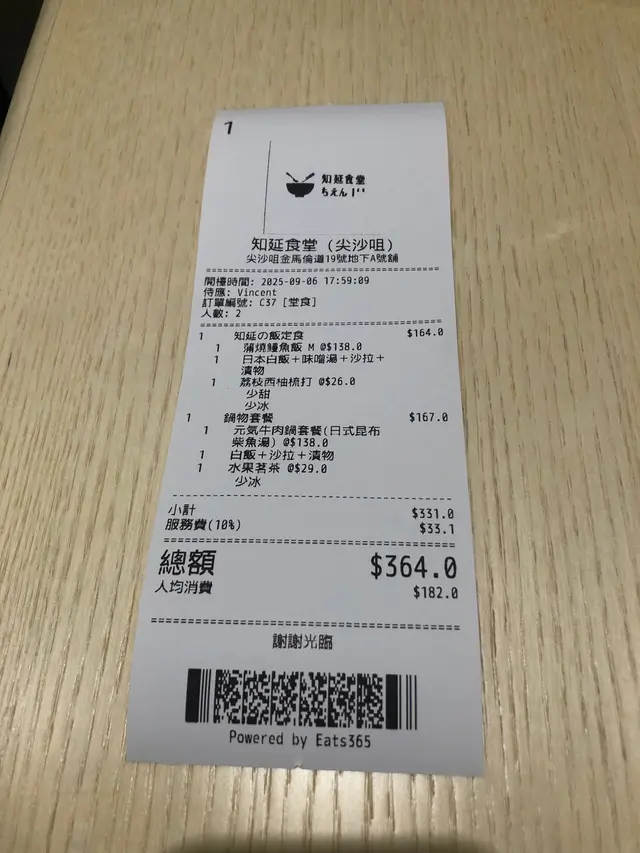 1
知延食堂
ちえん
知延食堂 (尖沙咀)
尖沙咀金馬倫道19號地下A號舖
開檯時間: 2025-09-06 17:59:09
侍應: Vincent
訂單編號: C37 [堂食]
人數: 2
1 知延の飯定食 $164.0
1 蒲燒鰻魚飯 M @$138.0
1 日本白飯＋味噌湯＋沙拉＋
漬物
1 荔枝西柚梳打 @$26.0
少甜
少冰
1 鍋物套餐 $167.0
1 元氣牛肉鍋套餐(日式昆布
柴魚湯) @$138.0
1 白飯＋沙拉＋漬物
1 水果茗茶 @$29.0
少冰
小計 $331.0
服務費(10%) $33.1
總額 $364.0
人均消費 $182.0
謝謝光臨
Powered by Eats365